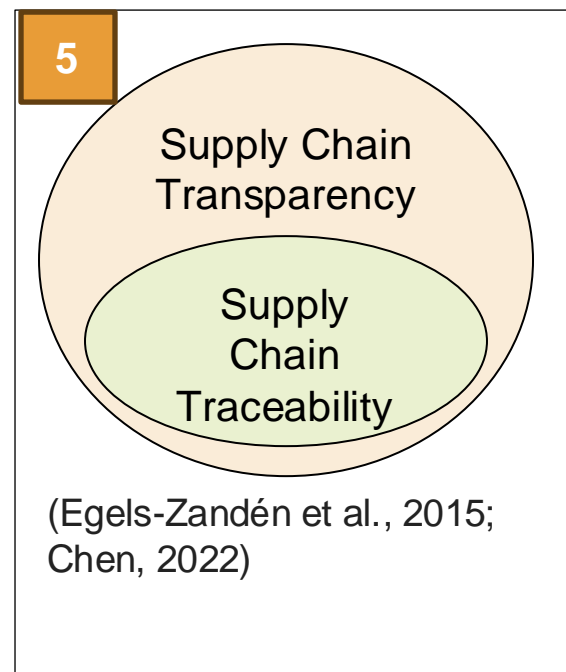 5
Supply Chain
Transparency
Supply
Chain
Traceability
(Egels-Zandén et al., 2015;
Chen, 2022)